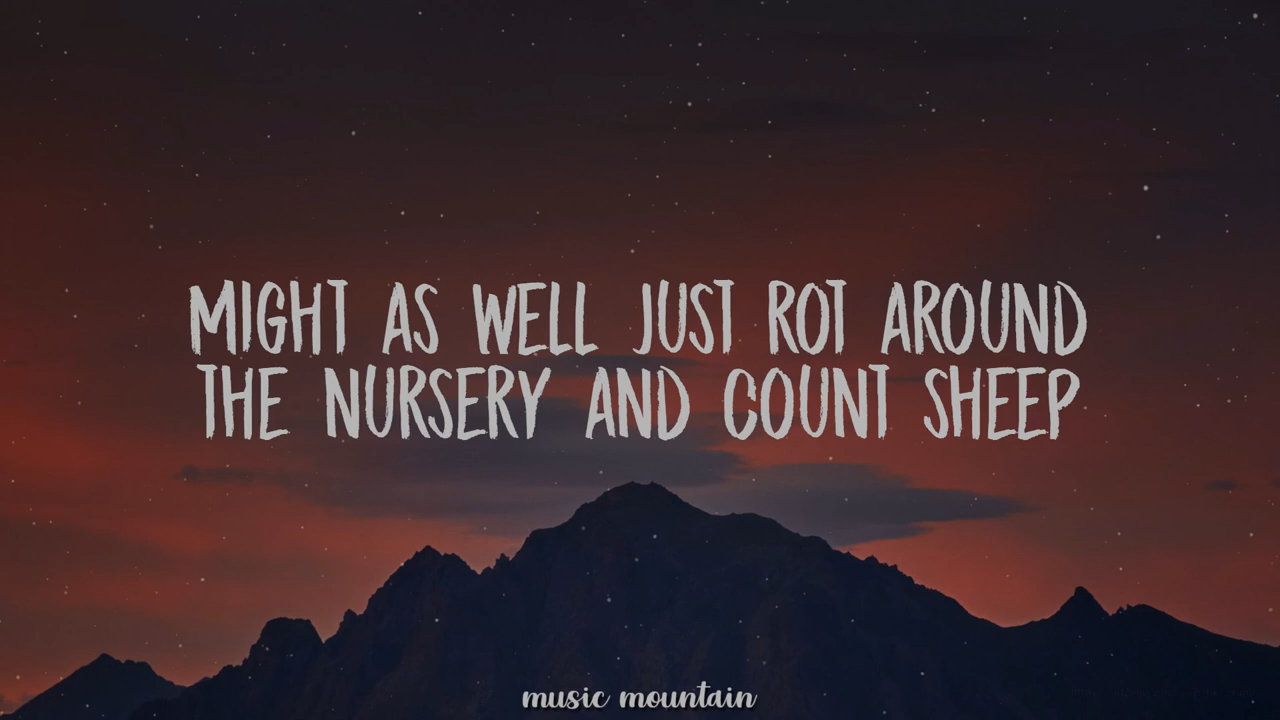 MIGHT AS WELL JUST ROT AROUND
THE NURSERY AND COUNT SHEEP
music mountain